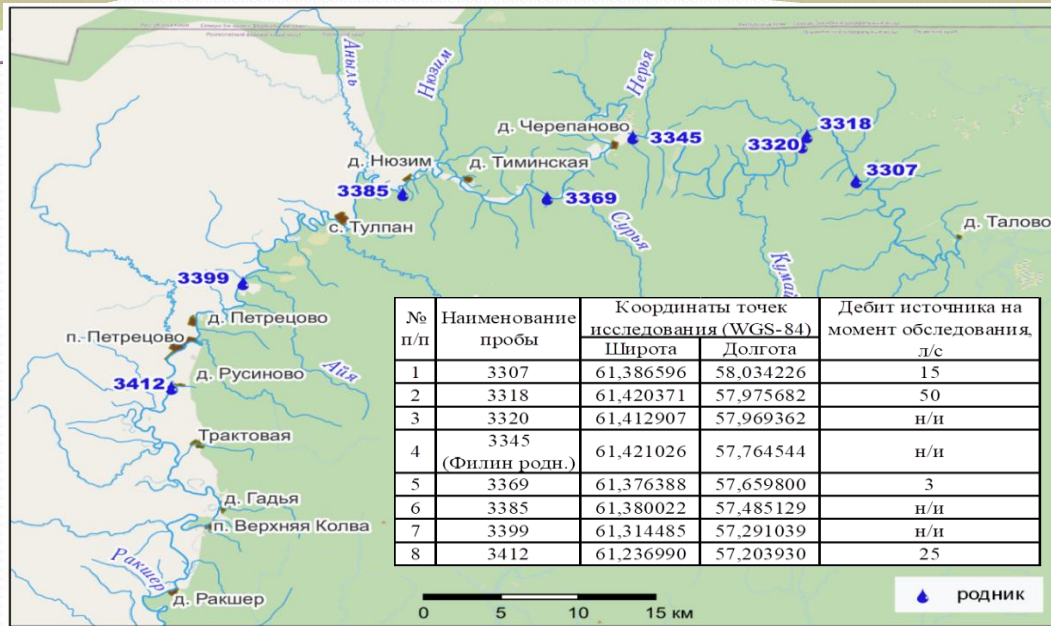 Аныль
Нюзим
Нерья
д. Черепаново
3345
3318
3320
3307
д. Нюзим
д. Тиминская
3385
3369
с. Тулпан
Сурья
д. Талово
3399
Кумай
д. Петрецово
п. Петрецово
Айя
3412
д. Русиново
Трактовая
д. Гадья
п. Верхняя Колва
Ракшер
д. Ракшер
№ п/п Наименование пробы Координаты точек исследования (WGS-84) Дебит источника на момент обследования, л/с
Широта Долгота
1 3307 61,386596 58,034226 15
2 3318 61,420371 57,975682 50
3 3320 61,412907 57,969362 н/и
4 3345 (Филин родн.) 61,421026 57,764544 н/и
5 3369 61,376388 57,659800 3
6 3385 61,380022 57,485129 н/и
7 3399 61,314485 57,291039 н/и
8 3412 61,236990 57,203930 25
0 5 10 15 км
родник